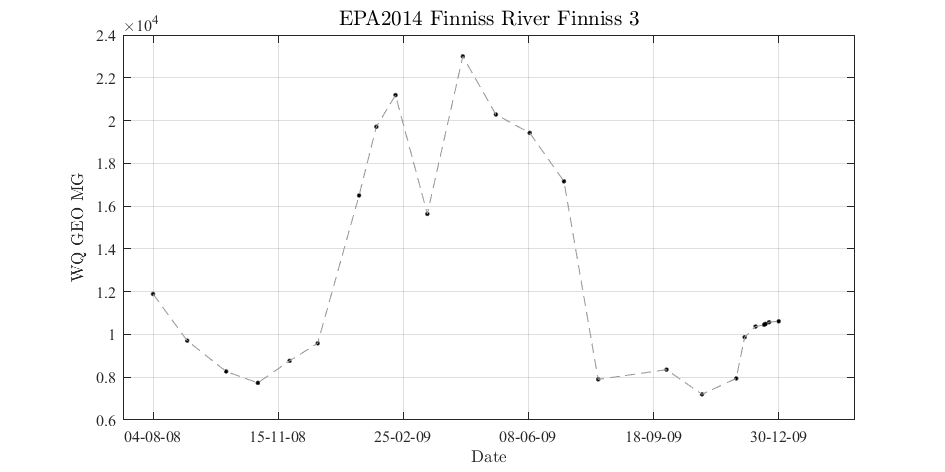 EPA2014 Finniss River Finniss 3
×10⁴
2.4
2.2
2
1.8
1.6
1.4
1.2
1
0.8
0.6
WQ GEO MG
04-08-08 15-11-08 25-02-09 08-06-09 18-09-09 30-12-09
Date